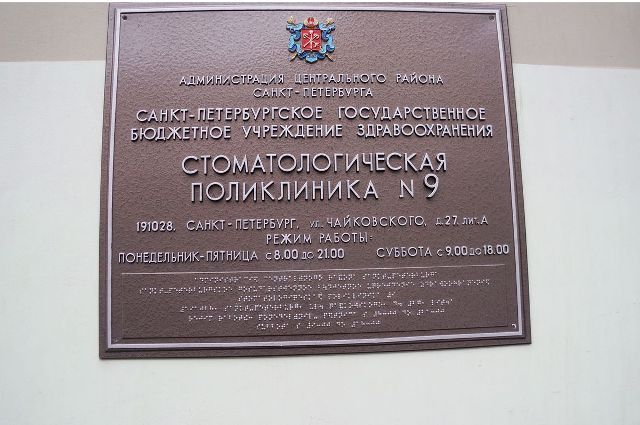 АДМИНИСТРАЦИЯ ЦЕНТРАЛЬНОГО РАЙОНА
САНКТ-ПЕТЕРБУРГА
САНКТ-ПЕТЕРБУРГСКОЕ ГОСУДАРСТВЕННОЕ
БЮДЖЕТНОЕ УЧРЕЖДЕНИЕ ЗДРАВООХРАНЕНИЯ
СТОМАТОЛОГИЧЕСКАЯ
ПОЛИКЛИНИКА N 9
191028, САНКТ-ПЕТЕРБУРГ, ул. ЧАЙКОВСКОГО, д.27, лит.А
РЕЖИМ РАБОТЫ:
ПОНЕДЕЛЬНИК-ПЯТНИЦА с 8.00 до 21.00 СУББОТА с 9.00 до 18.00